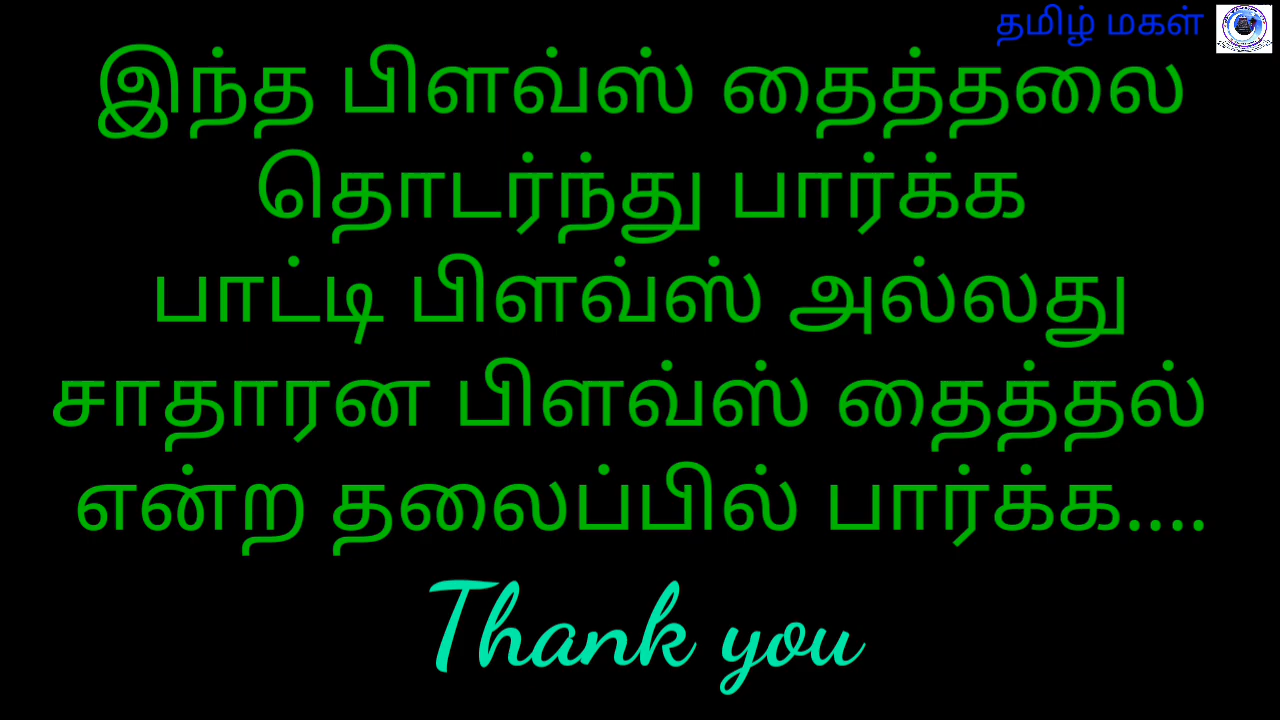 தமிழ் மகள்
இந்த பிளவ்ஸ் தைத்தலை
தொடர்ந்து பார்க்க
பாட்டி பிளவ்ஸ் அல்லது
சாதாரன பிளவ்ஸ் தைத்தல்
என்ற தலைப்பில் பார்க்க....
Thank you